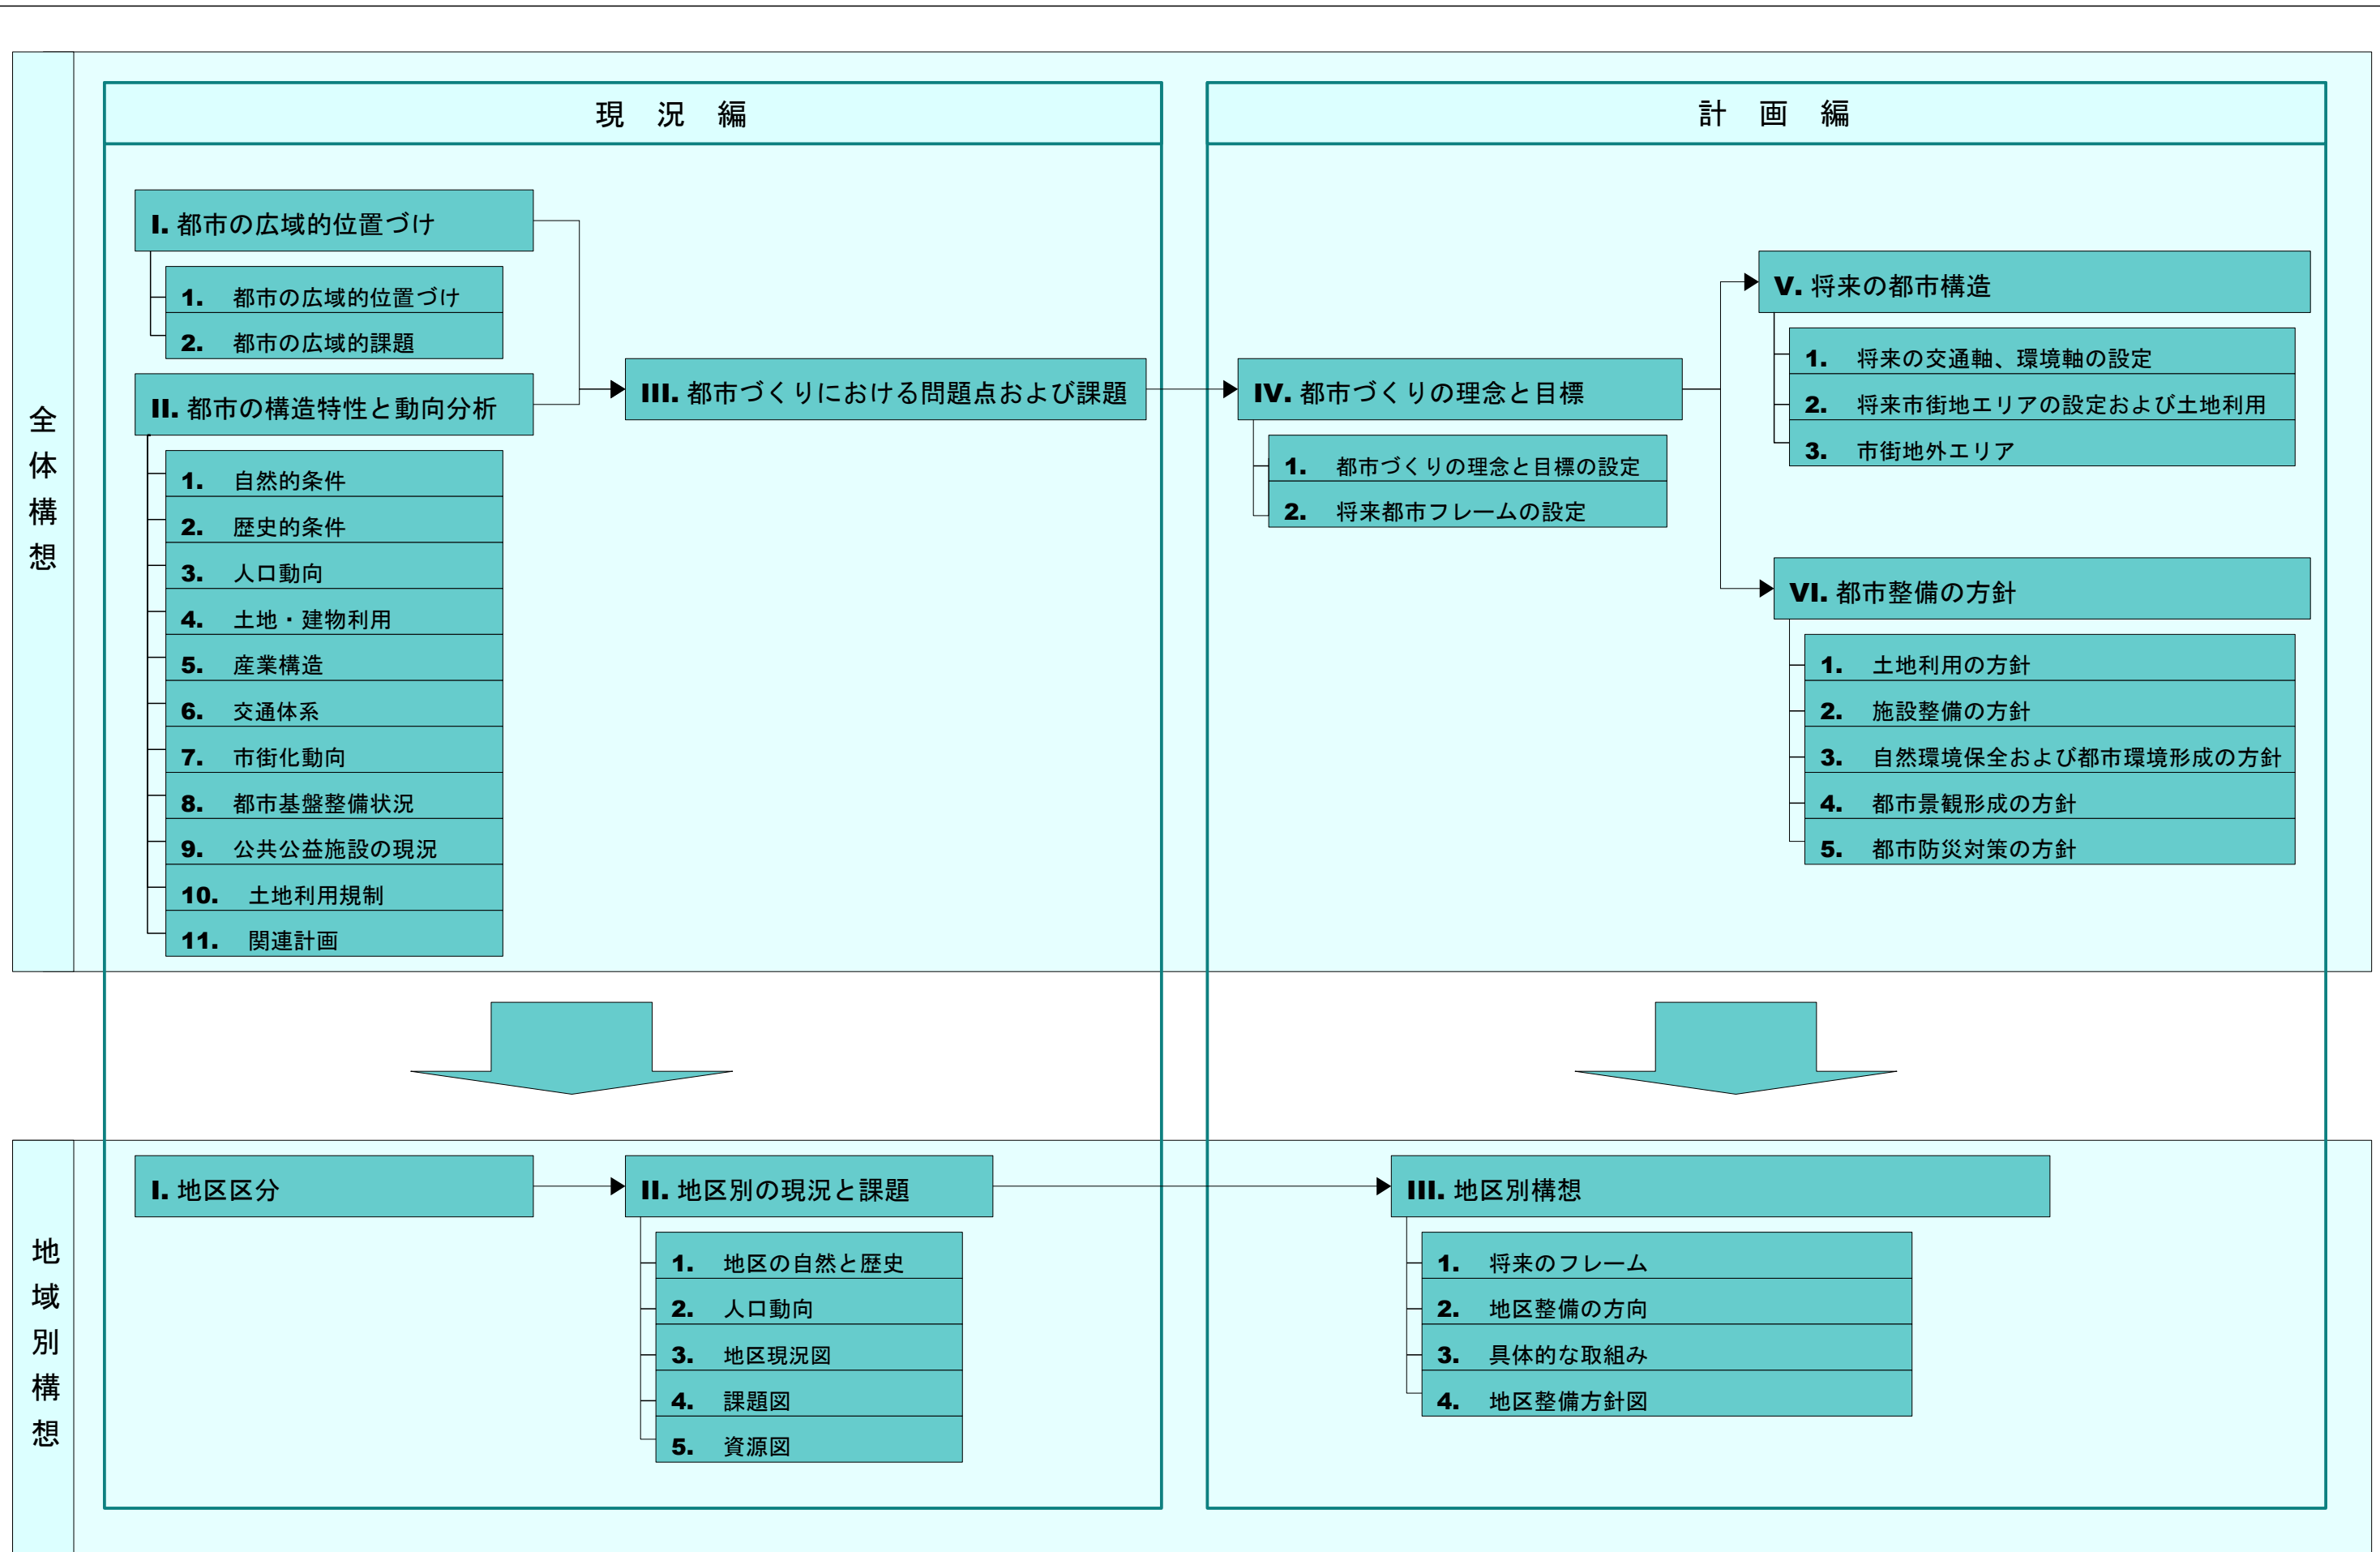 全体構想
現 況 編
I. 都市の広域的位置づけ
1. 都市の広域的位置づけ
2. 都市の広域的課題
II. 都市の構造特性と動向分析
1. 自然的条件
2. 歴史的条件
3. 人口動向
4. 土地・建物利用
5. 産業構造
6. 交通体系
7. 市街化動向
8. 都市基盤整備状況
9. 公共公益施設の現況
10. 土地利用規制
11. 関連計画
III. 都市づくりにおける問題点および課題
計 画 編
IV. 都市づくりの理念と目標
1. 都市づくりの理念と目標の設定
2. 将来都市フレームの設定
V. 将来の都市構造
1. 将来の交通軸、環境軸の設定
2. 将来市街地エリアの設定および土地利用
3. 市街地外エリア
VI. 都市整備の方針
1. 土地利用の方針
2. 施設整備の方針
3. 自然環境保全および都市環境形成の方針
4. 都市景観形成の方針
5. 都市防災対策の方針
地域別構想
I. 地区区分
II. 地区別の現況と課題
1. 地区の自然と歴史
2. 人口動向
3. 地区現況図
4. 課題図
5. 資源図
III. 地区別構想
1. 将来のフレーム
2. 地区整備の方向
3. 具体的な取組み
4. 地区整備方針図